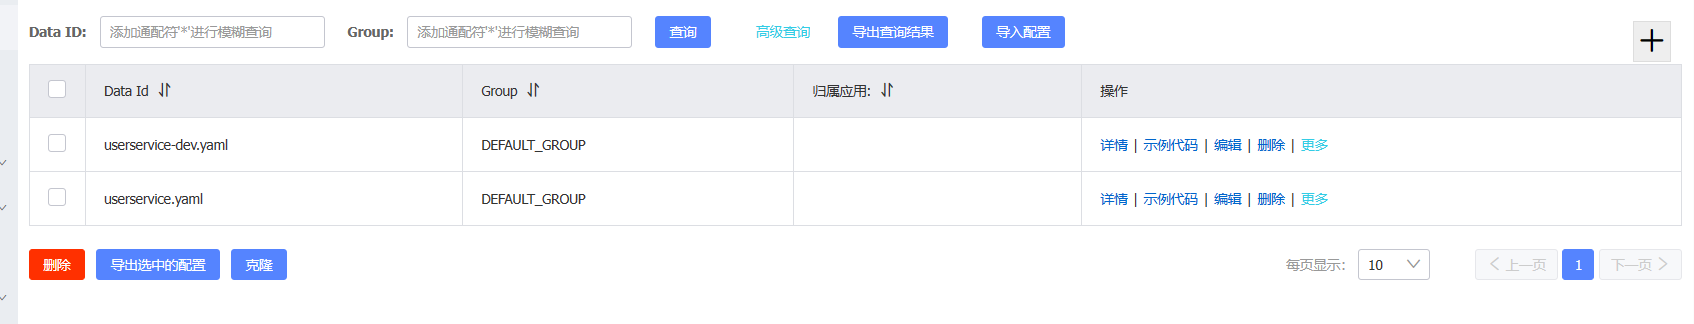 Data ID: 添加通配符'*'进行模糊查询 Group: 添加通配符'*'进行模糊查询 查询 高级查询 导出查询结果 导入配置
Data Id Group 归属应用: 操作
userservice-dev.yaml DEFAULT_GROUP 详情 | 示例代码 | 编辑 | 删除 | 更多
userservice.yaml DEFAULT_GROUP 详情 | 示例代码 | 编辑 | 删除 | 更多
删除 导出选中的配置 克隆 每页显示: 10 上一页 1 下一页